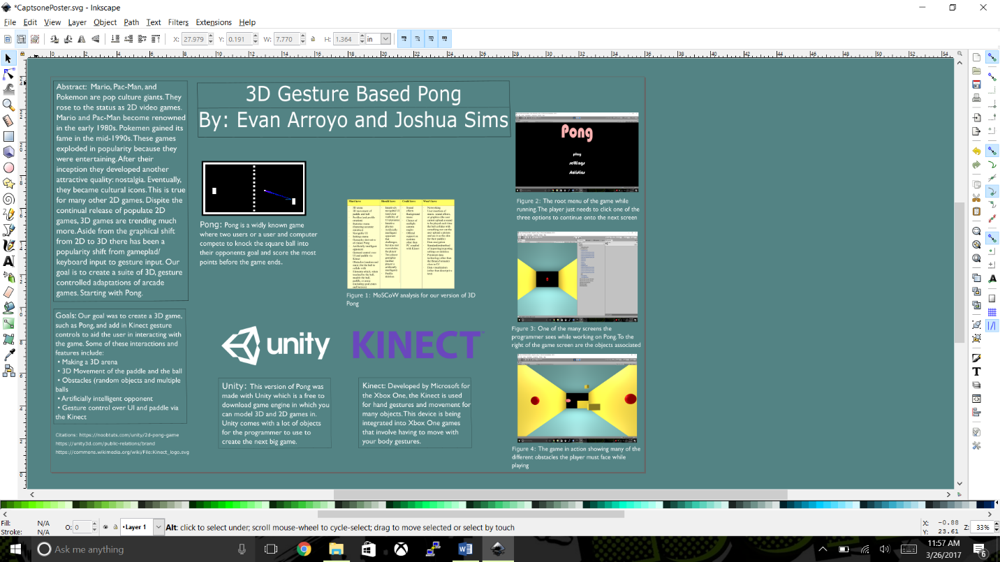 *CaptsonePoster.svg - Inkscape
File Edit View Layer Object Path Text Filters Extensions Help
X: 27.979 Y: 0.191 W: 7.770 H: 1.364 in
Abstract: Mario, Pac-Man, and
Pokemon are pop culture giants. They
rose to the status as 2D video games.
Mario and Pac-Man become renowned
in the early 1980s. Pokemen gained its
fame in the mid-1990s. These games
exploded in popularity because they
were entertaining. After their
inception they developed another
attractive quality: nostalgia. Eventually,
they became cultural icons. This is true
for many other 2D games. Dispite the
continual release of populate 2D
games, 3D games are trending much
more. Aside from the graphical shift
from 2D to 3D there has been a
popularity shift from gameplad/
keyboard input to gesture input. Our
goal is to create a suite of 3D, gesture
controlled adaptations of arcade
games. Starting with Pong.
Goals: Our goal was to create a 3D game,
such as Pong, and add in Kinect gesture
controls to aid the user in interacting with
the game. Some of these interactions and
features include:
• Making a 3D arena
• 3D Movement of the paddle and the ball
• Obstacles (random objects and multiple
balls
• Artificially intelligent opponent
• Gesture control over UI and paddle via
the Kinect
Citations: https://noobtuts.com/unity/2d-pong-game
https://unity3d.com/public-relations/brand
https://commons.wikimedia.org/wiki/File:Kinect_logo.svg
3D Gesture Based Pong
By: Evan Arroyo and Joshua Sims
Pong: Pong is a widly known game
where two users or a user and computer
compete to knock the square ball into
their opponents goal and score the most
points before the game ends.
Must have Should have Could have Won't have
Figure 1: MoSCoW analysis for our version of 3D
Pong
unity
KINECT
Unity: This version of Pong was
made with Unity which is a free to
download game engine in which you
can model 3D and 2D games in.
Unity comes with a lot of objects
for the programmer to use to
create the next big game.
Kinect: Developed by Microsoft for
the Xbox One, the Kinect is used
for hand gestures and movement for
many objects. This device is being
integrated into Xbox One games
that involve having to move with
your body gestures.
Pong
play
settings
statistics
Figure 2: The root menu of the game while
running. The player just needs to click one of the
three options to continue onto the next screen
Figure 3: One of the many screens the
programmer sees while working on Pong. To the
right of the game screen are the objects associated
Figure 4: The game in action showing many of the
different obstacles the player must face while
playing
Fill: N/A
Stroke: N/A
O: 0
•Layer 1
Alt: click to select under; scroll mouse-wheel to cycle-select; drag to move selected or select by touch
X: -0.88
Y: 23.61
Z: 33%
Ask me anything
11:57 AM
3/26/2017
6